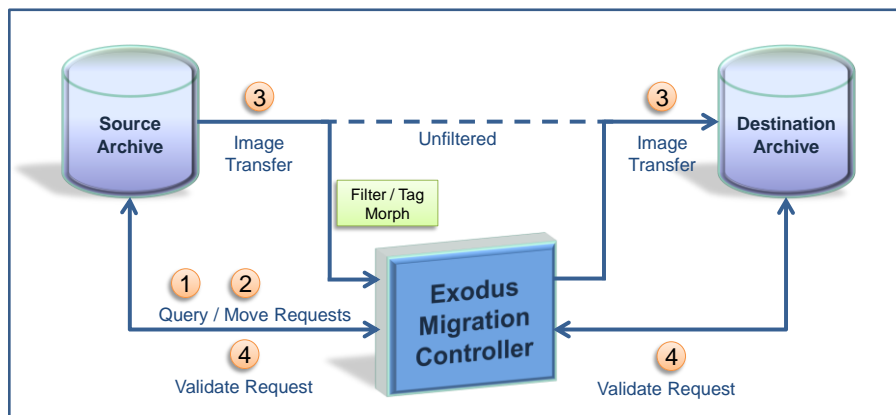 3
3
Source
Archive
Image
Transfer
Unfiltered
Image
Transfer
Destination
Archive
Filter / Tag
Morph
Exodus
Migration
Controller
1 2
Query / Move Requests
4
Validate Request
4
Validate Request